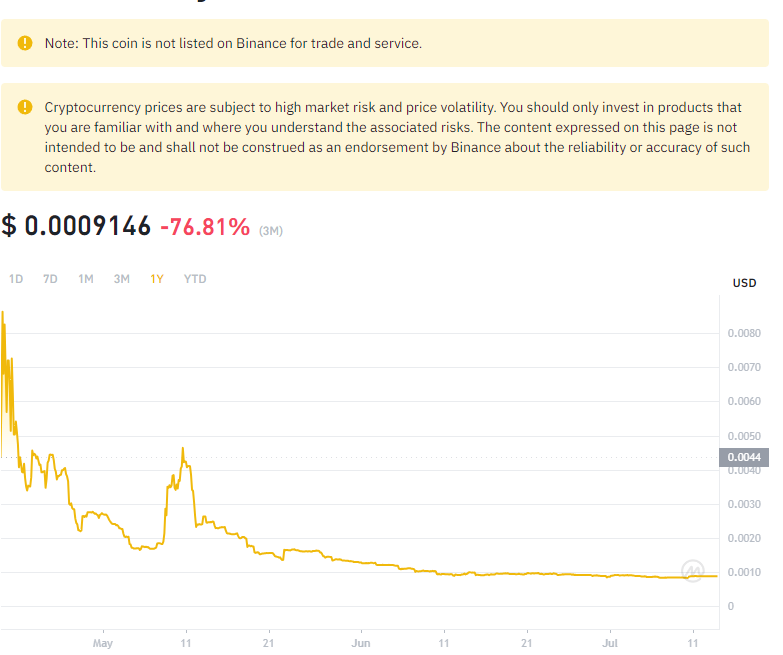 Note: This coin is not listed on Binance for trade and service.
Cryptocurrency prices are subject to high market risk and price volatility. You should only invest in products that
you are familiar with and where you understand the associated risks. The content expressed on this page is not
intended to be and shall not be construed as an endorsement by Binance about the reliability or accuracy of such
content.
$ 0.0009146 -76.81% (3M)
1D 7D 1M 3M 1Y YTD
USD
0.0080
0.0070
0.0060
0.0050
0.0044
0.0040
0.0030
0.0020
0.0010
0
May 11 21 Jun 11 21 Jul 11